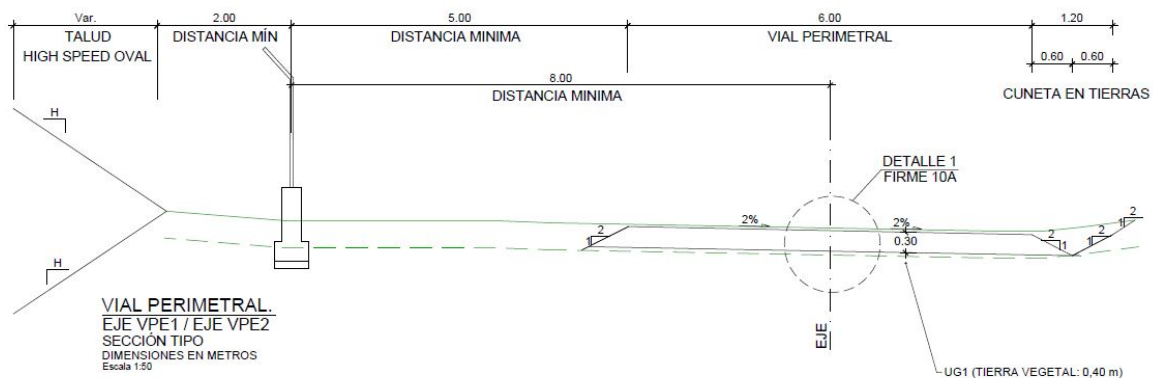 Var.
2.00
5.00
6.00
1.20
TALUD
HIGH SPEED OVAL
DISTANCIA MÍN
DISTANCIA MINIMA
VIAL PERIMETRAL
0.60
0.60
8.00
DISTANCIA MINIMA
CUNETA EN TIERRAS
H
DETALLE 1
FIRME 10A
2%
2%
2
1
0.30
2
1
2
1
2
1
H
VIAL PERIMETRAL.
EJE VPE1 / EJE VPE2
SECCIÓN TIPO
DIMENSIONES EN METROS
Escala 1:50
EJE
UG1 (TIERRA VEGETAL: 0,40 m)